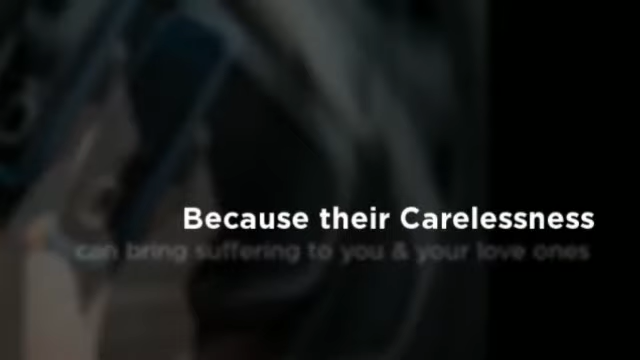 Because their Carelessness
can bring suffering to you & your love ones